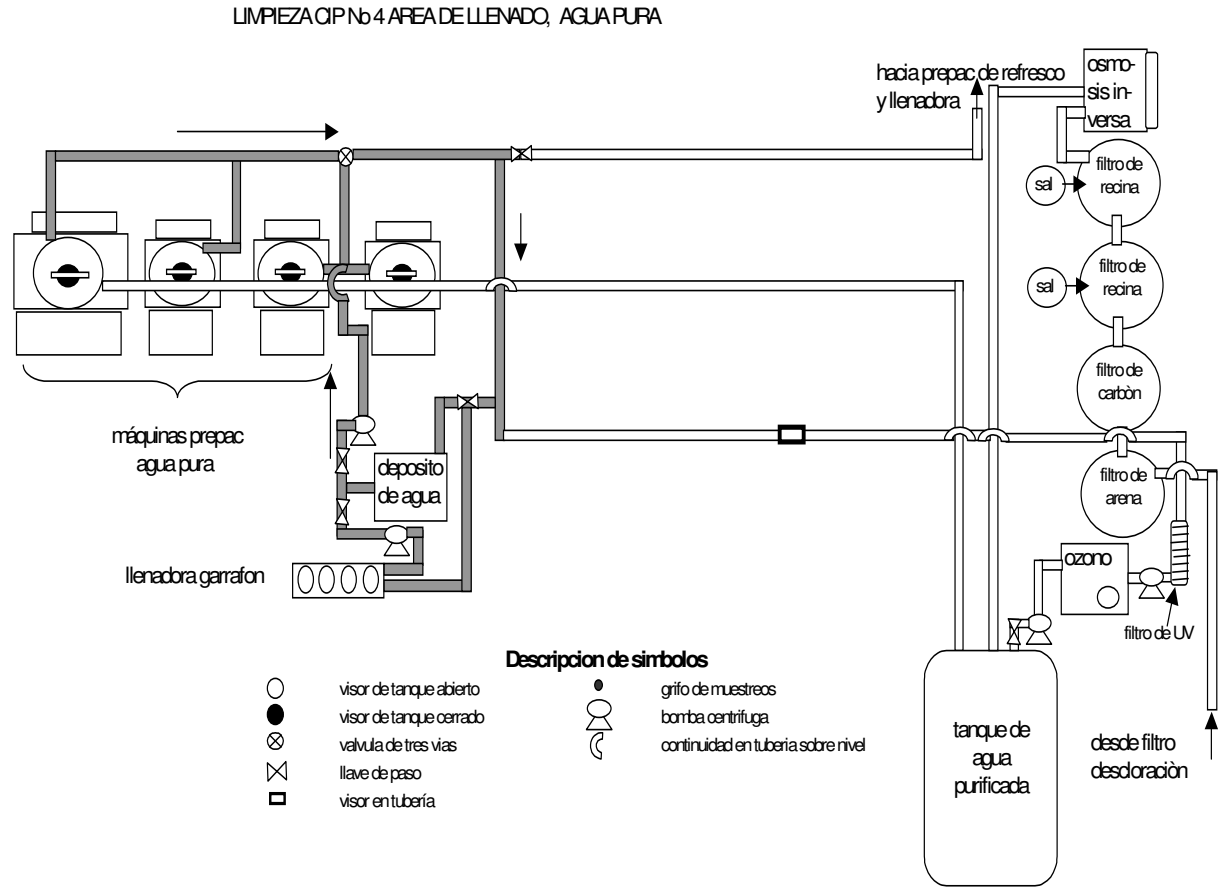 LIMPIEZA CIP No 4 AREA DE LLENADO, AGUA PURA
hacia prepac de refresco
y llenadora
osmo-
sis in-
versa
filtro de
recina
sal
filtro de
recina
sal
filtro de
carbòn
filtro de
arena
máquinas prepac
agua pura
deposito
de agua
llenadora garrafon
ozono
filtro de UV
tanque de
agua
purificada
desde filtro
desdoraciòn
Descripcion de simbolos
visor de tanque abierto
visor de tanque cerrado
valvula de tres vias
llave de paso
visor en tubería
grifo de muestreos
bomba centrifuga
continuidad en tuberia sobre nivel